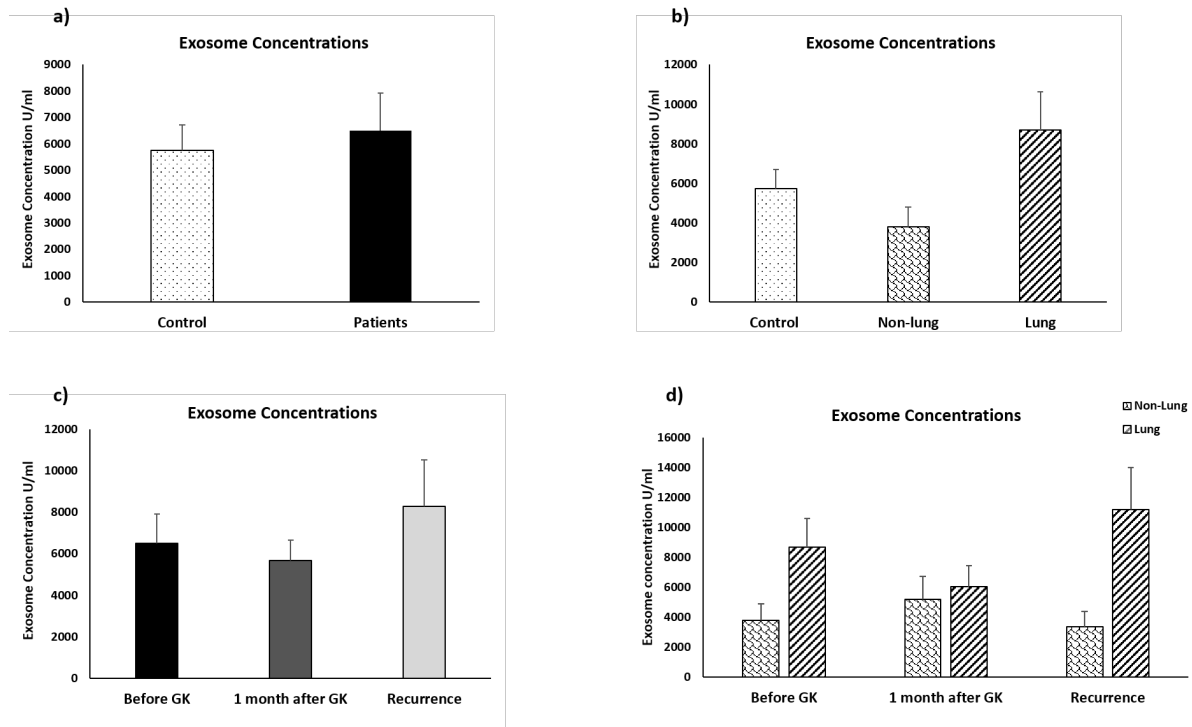 a)
Exosome Concentrations
Exosome Concentration U/ml
9000
8000
7000
6000
5000
4000
3000
2000
1000
0
Control Patients
b)
Exosome Concentrations
Exosome Concentration U/ml
12000
10000
8000
6000
4000
2000
0
Control Non-lung Lung
c)
Exosome Concentrations
Exosome Concentration U/ml
12000
10000
8000
6000
4000
2000
0
Before GK 1 month after GK Recurrence
d)
Exosome Concentrations
Non-Lung
Lung
Exosome concentration U/ml
16000
14000
12000
10000
8000
6000
4000
2000
0
Before GK 1 month after GK Recurrence